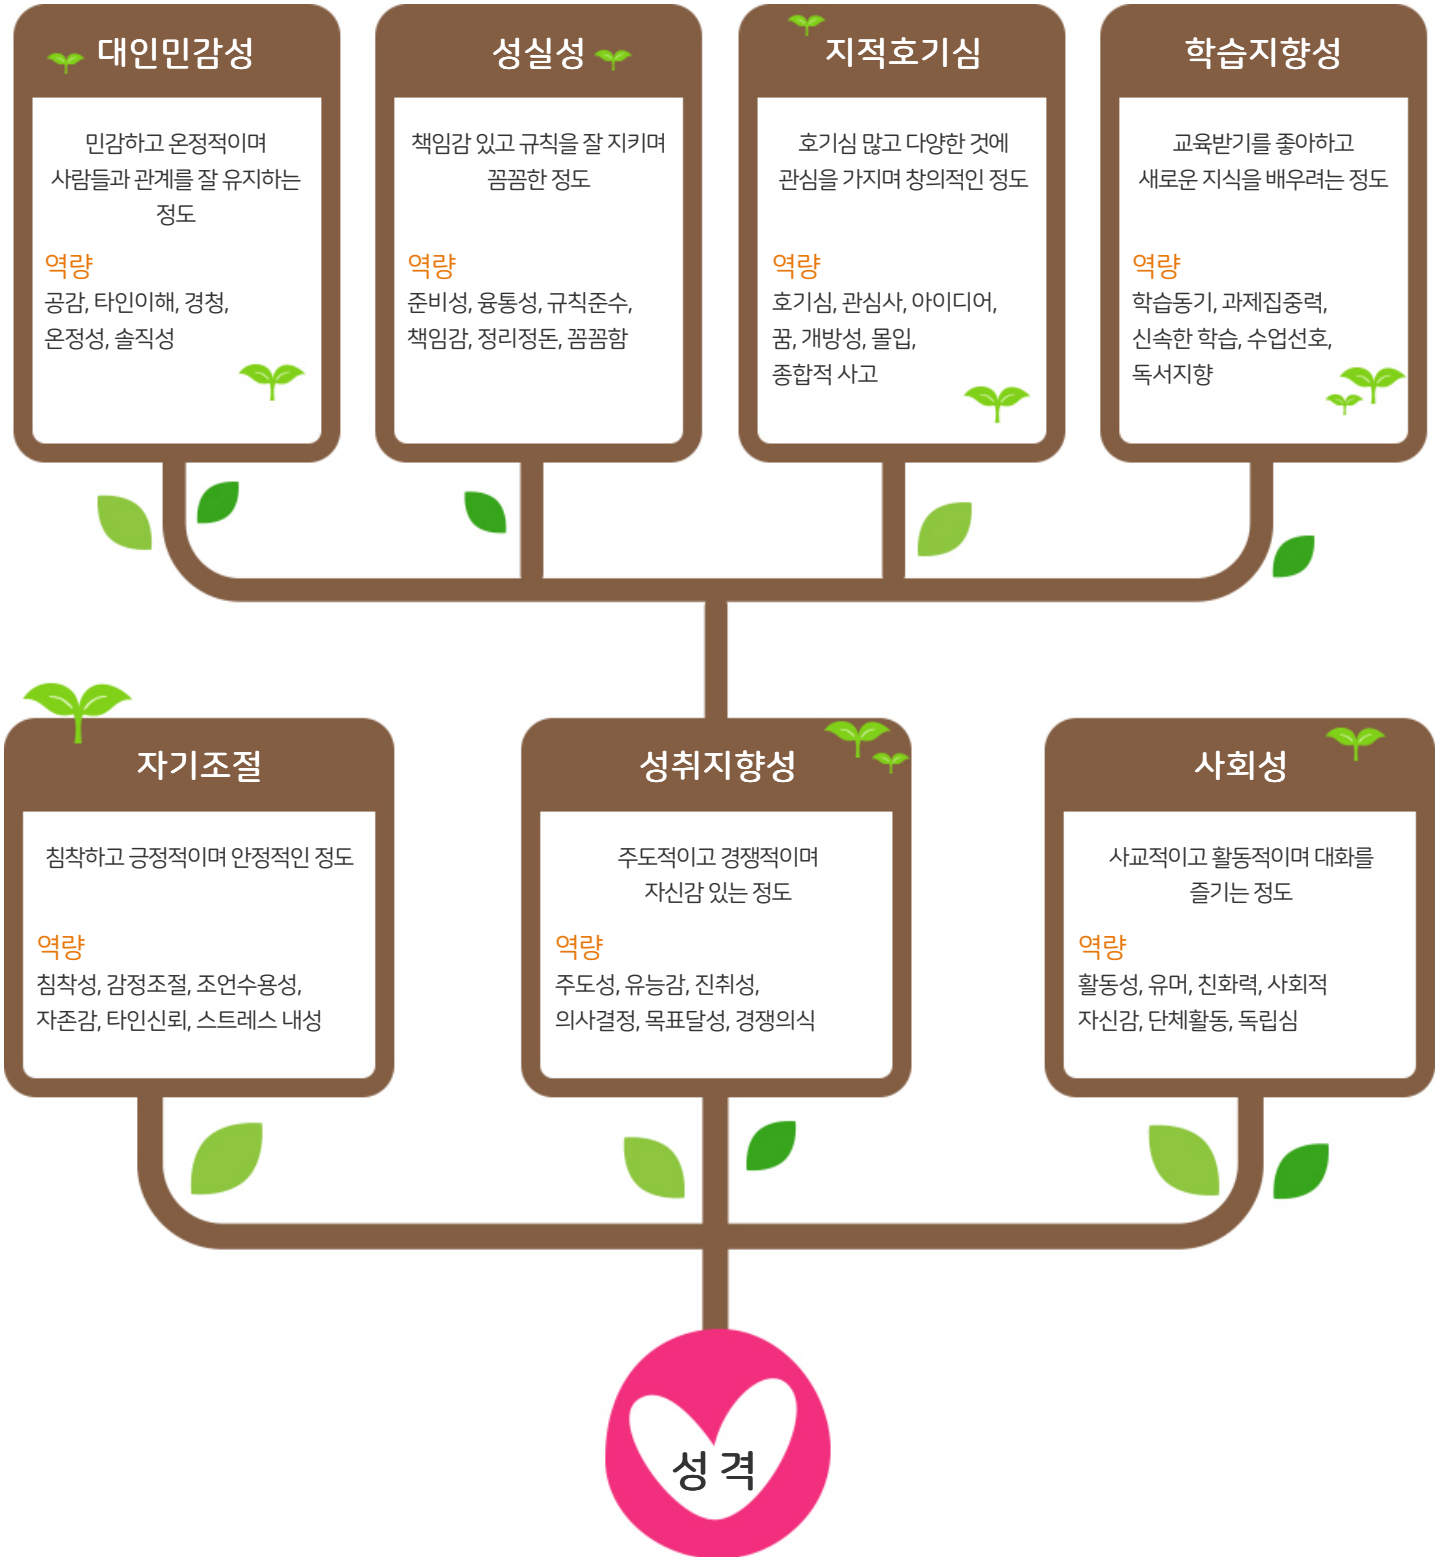 대인민감성
민감하고 온정적이며
사람들과 관계를 잘 유지하는
정도
역량
공감, 타인이해, 경청,
온정성, 솔직성
성실성
책임감 있고 규칙을 잘 지키며
꼼꼼한 정도
역량
준비성, 융통성, 규칙준수,
책임감, 정리정돈, 꼼꼼함
지적호기심
호기심 많고 다양한 것에
관심을 가지며 창의적인 정도
역량
호기심, 관심사, 아이디어,
꿈, 개방성, 몰입,
종합적 사고
학습지향성
교육받기를 좋아하고
새로운 지식을 배우려는 정도
역량
학습동기, 과제집중력,
신속한 학습, 수업선호,
독서지향
자기조절
침착하고 긍정적이며 안정적인 정도
역량
침착성, 감정조절, 조언수용성,
자존감, 타인신뢰, 스트레스 내성
성취지향성
주도적이고 경쟁적이며
자신감 있는 정도
역량
주도성, 유능감, 진취성,
의사결정, 목표달성, 경쟁의식
사회성
사교적이고 활동적이며 대화를
즐기는 정도
역량
활동성, 유머, 친화력, 사회적
자신감, 단체활동, 독립심
성 격